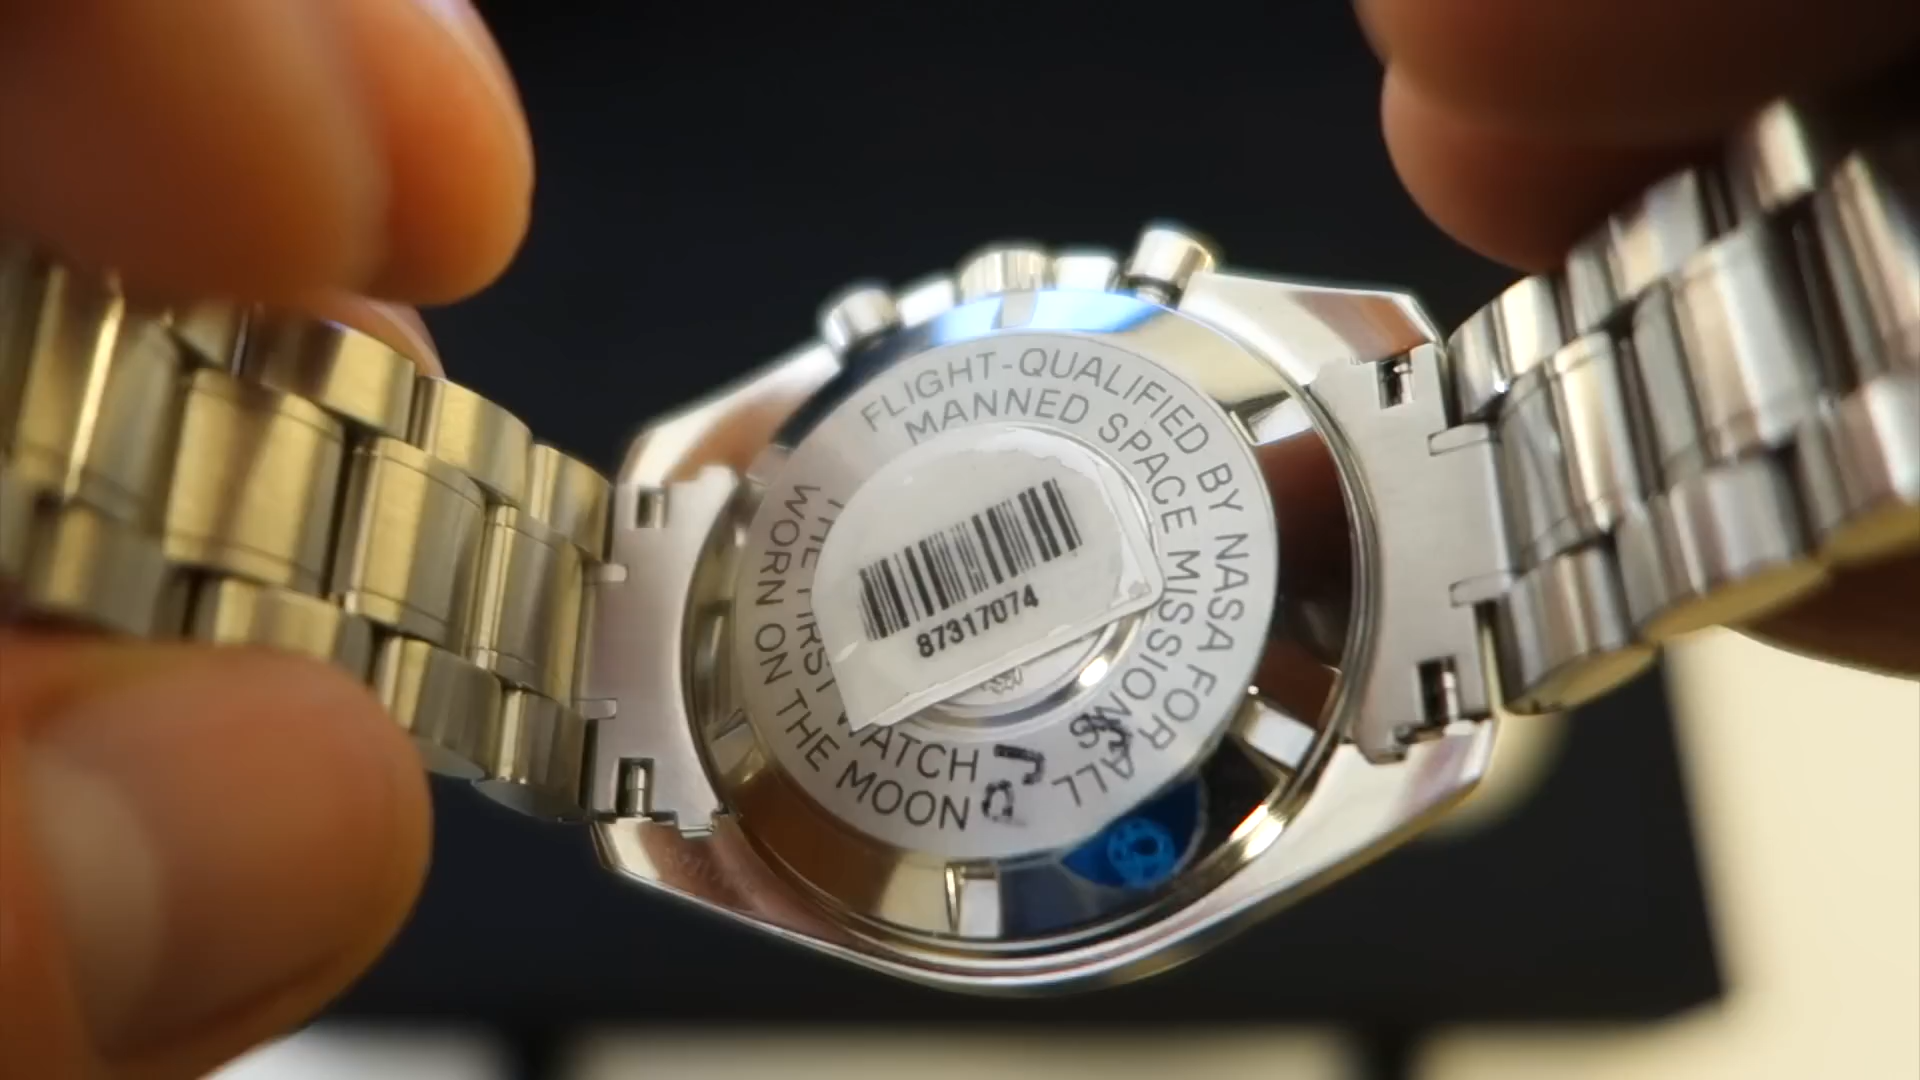 FLIGHT-QUALIFIED BY NASA FOR ALL
MANNED SPACE MISSIONS
THE FIRST WATCH
WORN ON THE MOON
87317074